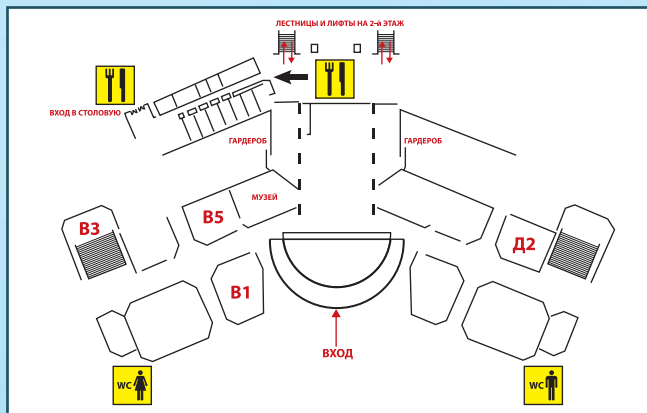 ЛЕСТНИЦЫ И ЛИФТЫ НА 2-й ЭТАЖ
ВХОД В СТОЛОВУЮ
ГАРДЕРОБ
ГАРДЕРОБ
МУЗЕЙ
В5
В3
Д2
В1
ВХОД
WC
WC